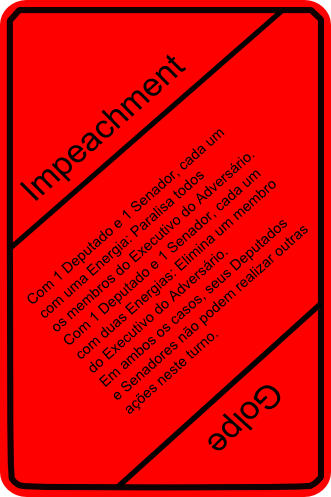 Impeachment
Com 1 Deputado e 1 Senador, cada um
com uma Energia: Paralisa todos
os membros do Executivo do Adversário.
Com 1 Deputado e 1 Senador, cada um
com duas Energias: Elimina um membro
do Executivo do Adversário.
Em ambos os casos, seus Deputados
e Senadores não podem realizar outras
ações neste turno.
Golpe